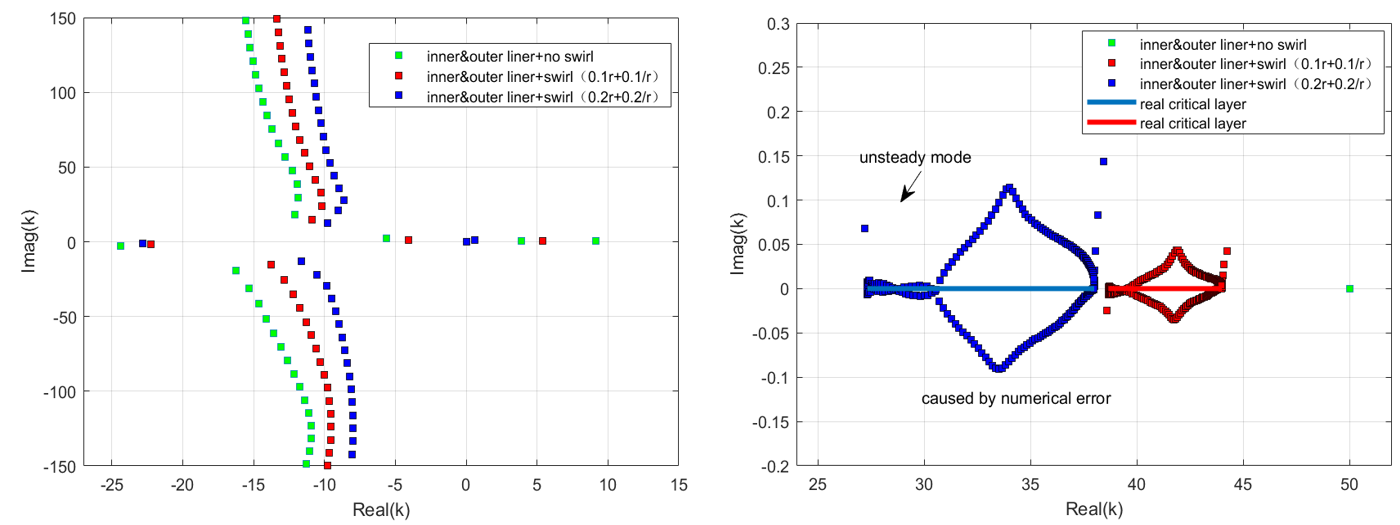 150
100
50
0
-50
-100
-150
-25
-20
-15
-10
-5
0
5
10
15
Real(k)
Imag(k)
inner&outer liner+no swirl
inner&outer liner+swirl（0.1r+0.1/r）
inner&outer liner+swirl（0.2r+0.2/r）
0.3
0.25
0.2
0.15
0.1
0.05
0
-0.05
-0.1
-0.15
-0.2
25
30
35
40
45
50
Real(k)
Imag(k)
inner&outer liner+no swirl
inner&outer liner+swirl（0.1r+0.1/r）
inner&outer liner+swirl（0.2r+0.2/r）
real critical layer
real critical layer
unsteady mode
caused by numerical error